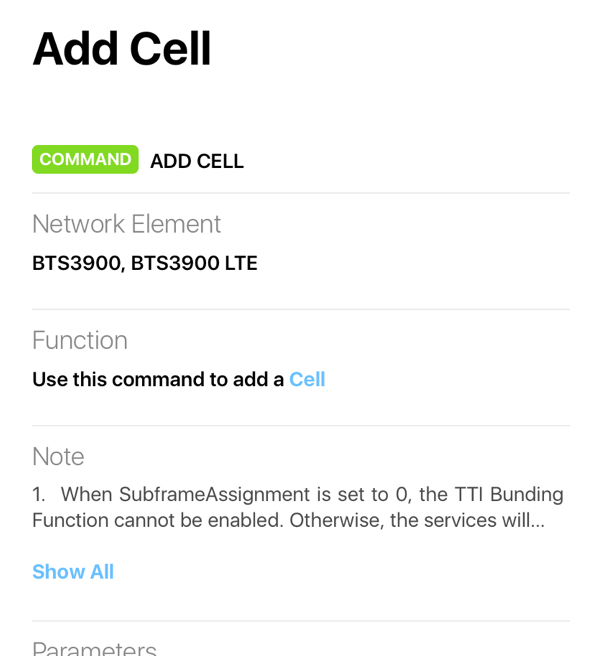 Add Cell
COMMAND ADD CELL
Network Element
BTS3900, BTS3900 LTE
Function
Use this command to add a Cell
Note
1. When SubframeAssignment is set to 0, the TTI Bunding
Function cannot be enabled. Otherwise, the services will...
Show All
Parameters